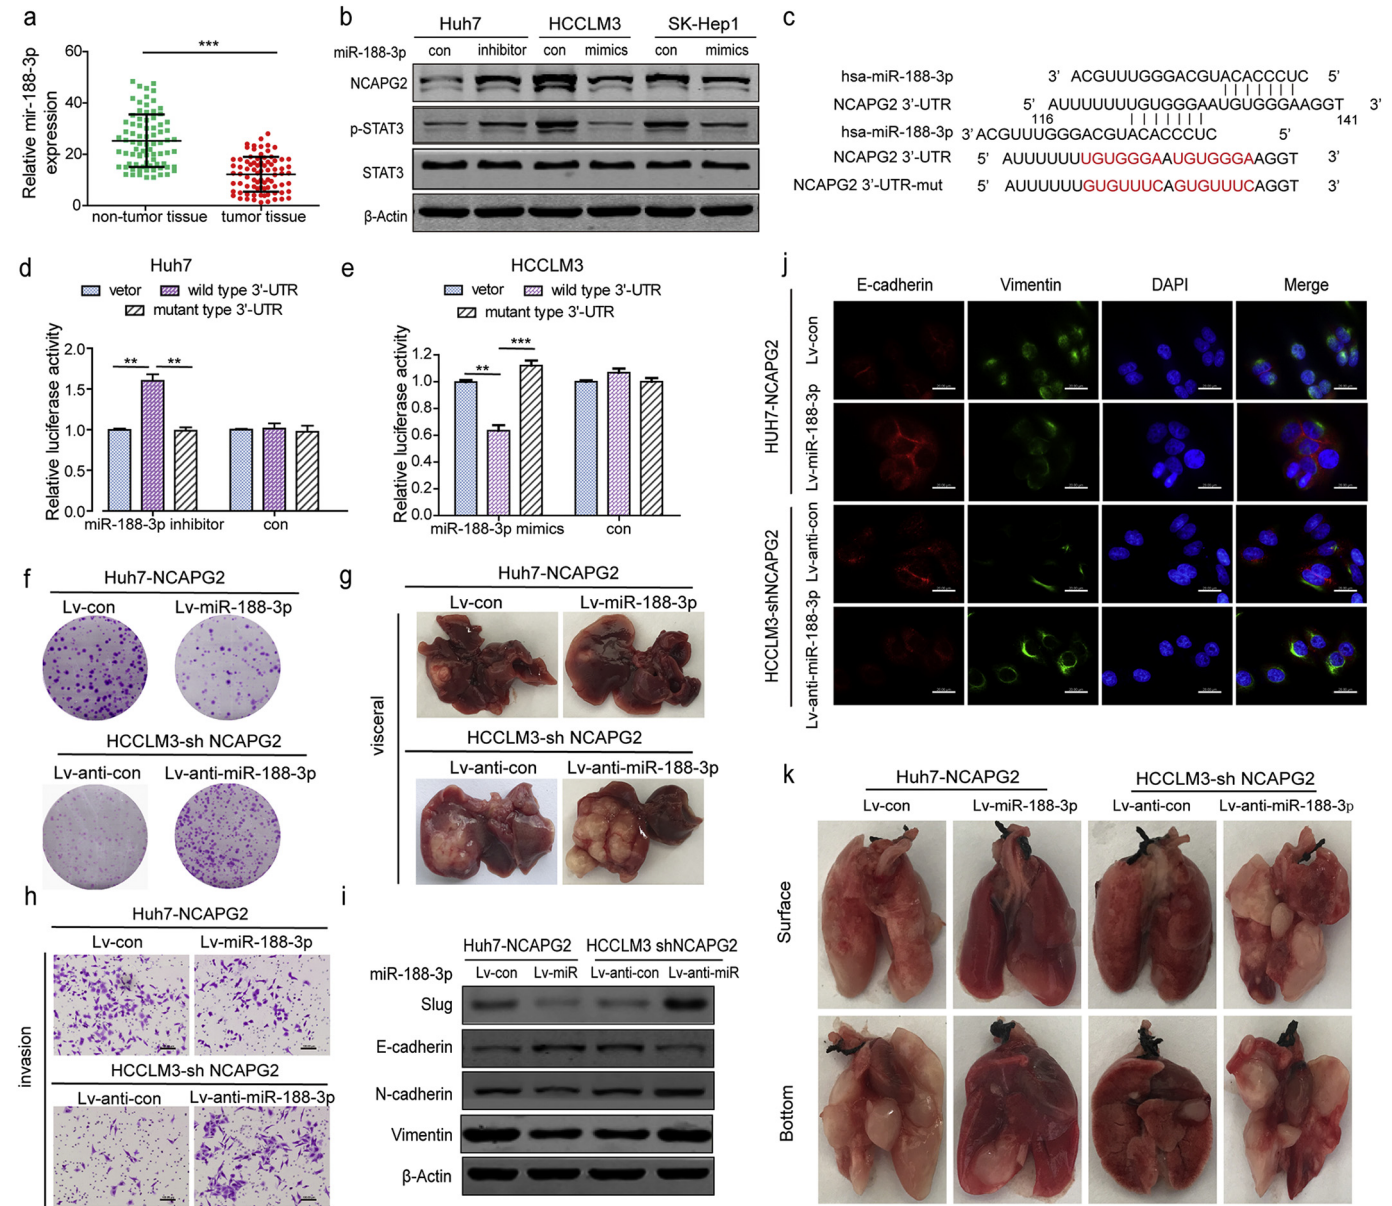 a
Relative mir-188-3p
expression
60
40
20
0
***
non-tumor tissue
tumor tissue
b
Huh7
HCCLM3
SK-Hep1
miR-188-3p
con
inhibitor
con
mimics
con
mimics
NCAPG2
p-STAT3
STAT3
β-Actin
c
hsa-miR-188-3p 3' ACGUUUGGGACGUACACCCUC 5'
NCAPG2 3'-UTR 5' AUUUUUUUGUGGGAAUGUGGGAAGGT 3'
116 141
hsa-miR-188-3p 3' ACGUUUGGGACGUACACCCUC 5'
NCAPG2 3'-UTR 5' AUUUUUUUGUGGGAAUGUGGGAAGGT 3'
NCAPG2 3'-UTR-mut 5' AUUUUUUGUGUUUCAGUGUUUCAGGT 3'
d
Huh7
vetor
wild type 3'-UTR
mutant type 3'-UTR
Relative luciferase activity
2.0
1.5
1.0
0.5
0.0
**
**
miR-188-3p inhibitor
con
e
HCCLM3
vetor
wild type 3'-UTR
mutant type 3'-UTR
Relative luciferase activity
1.2
1.0
0.8
0.6
0.4
0.2
0.0
**
***
miR-188-3p mimics
con
f
Huh7-NCAPG2
Lv-con
Lv-miR-188-3p
HCCLM3-sh NCAPG2
Lv-anti-con
Lv-anti-miR-188-3p
g
Huh7-NCAPG2
Lv-con
Lv-miR-188-3p
visceral
HCCLM3-sh NCAPG2
Lv-anti-con
Lv-anti-miR-188-3p
h
Huh7-NCAPG2
Lv-con
Lv-miR-188-3p
invasion
HCCLM3-sh NCAPG2
Lv-anti-con
Lv-anti-miR-188-3p
i
Huh7-NCAPG2
HCCLM3 shNCAPG2
miR-188-3p
Lv-con
Lv-miR
Lv-anti-con
Lv-anti-miR
Slug
E-cadherin
N-cadherin
Vimentin
β-Actin
j
E-cadherin
Vimentin
DAPI
Merge
HUH7-NCAPG2
Lv-con
Lv-miR-188-3p
HCCLM3-shNCAPG2
Lv-anti-con
Lv-anti-miR-188-3p
k
Huh7-NCAPG2
HCCLM3-sh NCAPG2
Lv-con
Lv-miR-188-3p
Lv-anti-con
Lv-anti-miR-188-3p
Surface
Bottom